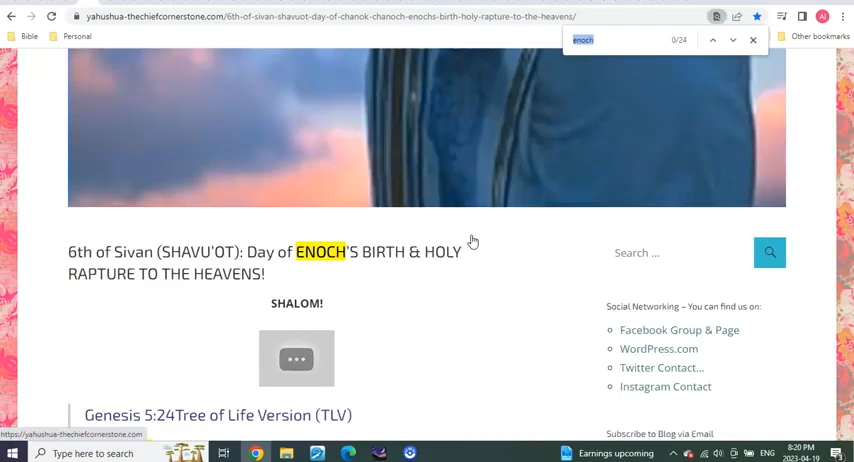 yahushua-thechiefcornerstone.com/6th-of-sivan-shavuot-day-of-chanok-chanoch-enochs-birth-holy-rapture-to-the-heavens/
AI
Bible
Personal
enoch
0/24
Other bookmarks
6th of Sivan (SHAVU'OT): Day of ENOCH'S BIRTH & HOLY
RAPTURE TO THE HEAVENS!
SHALOM!
Genesis 5:24Tree of Life Version (TLV)
Search ...
Social Networking – You can find us on:
Facebook Group & Page
WordPress.com
Twitter Contact...
Instagram Contact
Subscribe to Blog via Email
https://yahushua-thechiefcornerstone.com
Type here to search
Earnings upcoming
ENG
8:20 PM
2023-04-19
3